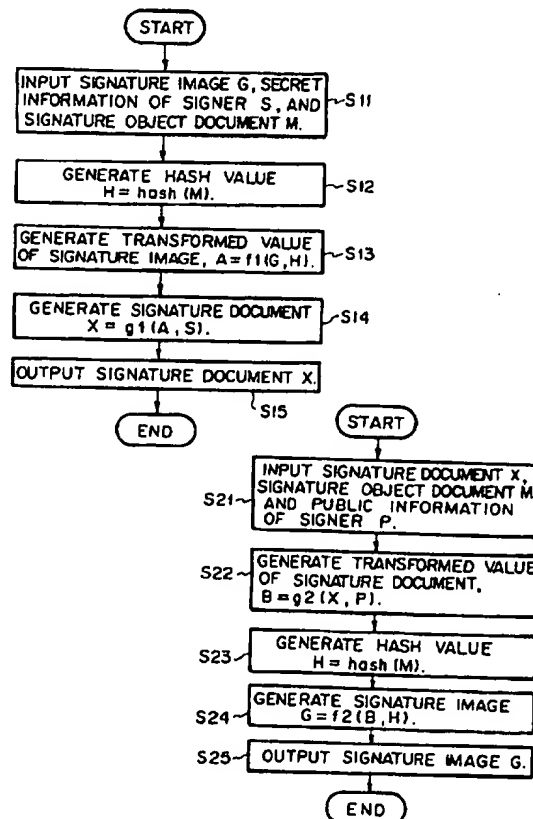 START
INPUT SIGNATURE IMAGE G, SECRET
INFORMATION OF SIGNER S, AND
SIGNATURE OBJECT DOCUMENT M.
S11
GENERATE HASH VALUE
H = hash (M).
S12
GENERATE TRANSFORMED VALUE
OF SIGNATURE IMAGE, A = f1(G,H).
S13
GENERATE SIGNATURE DOCUMENT
X = g1(A,S).
S14
OUTPUT SIGNATURE DOCUMENT X.
S15
END
START
INPUT SIGNATURE DOCUMENT X,
SIGNATURE OBJECT DOCUMENT M
AND PUBLIC INFORMATION
OF SIGNER P.
S21
GENERATE TRANSFORMED VALUE
OF SIGNATURE DOCUMENT,
B = g2(X,P).
S22
GENERATE HASH VALUE
H = hash(M).
S23
GENERATE SIGNATURE IMAGE
G = f2(B,H).
S24
OUTPUT SIGNATURE IMAGE G.
S25
END